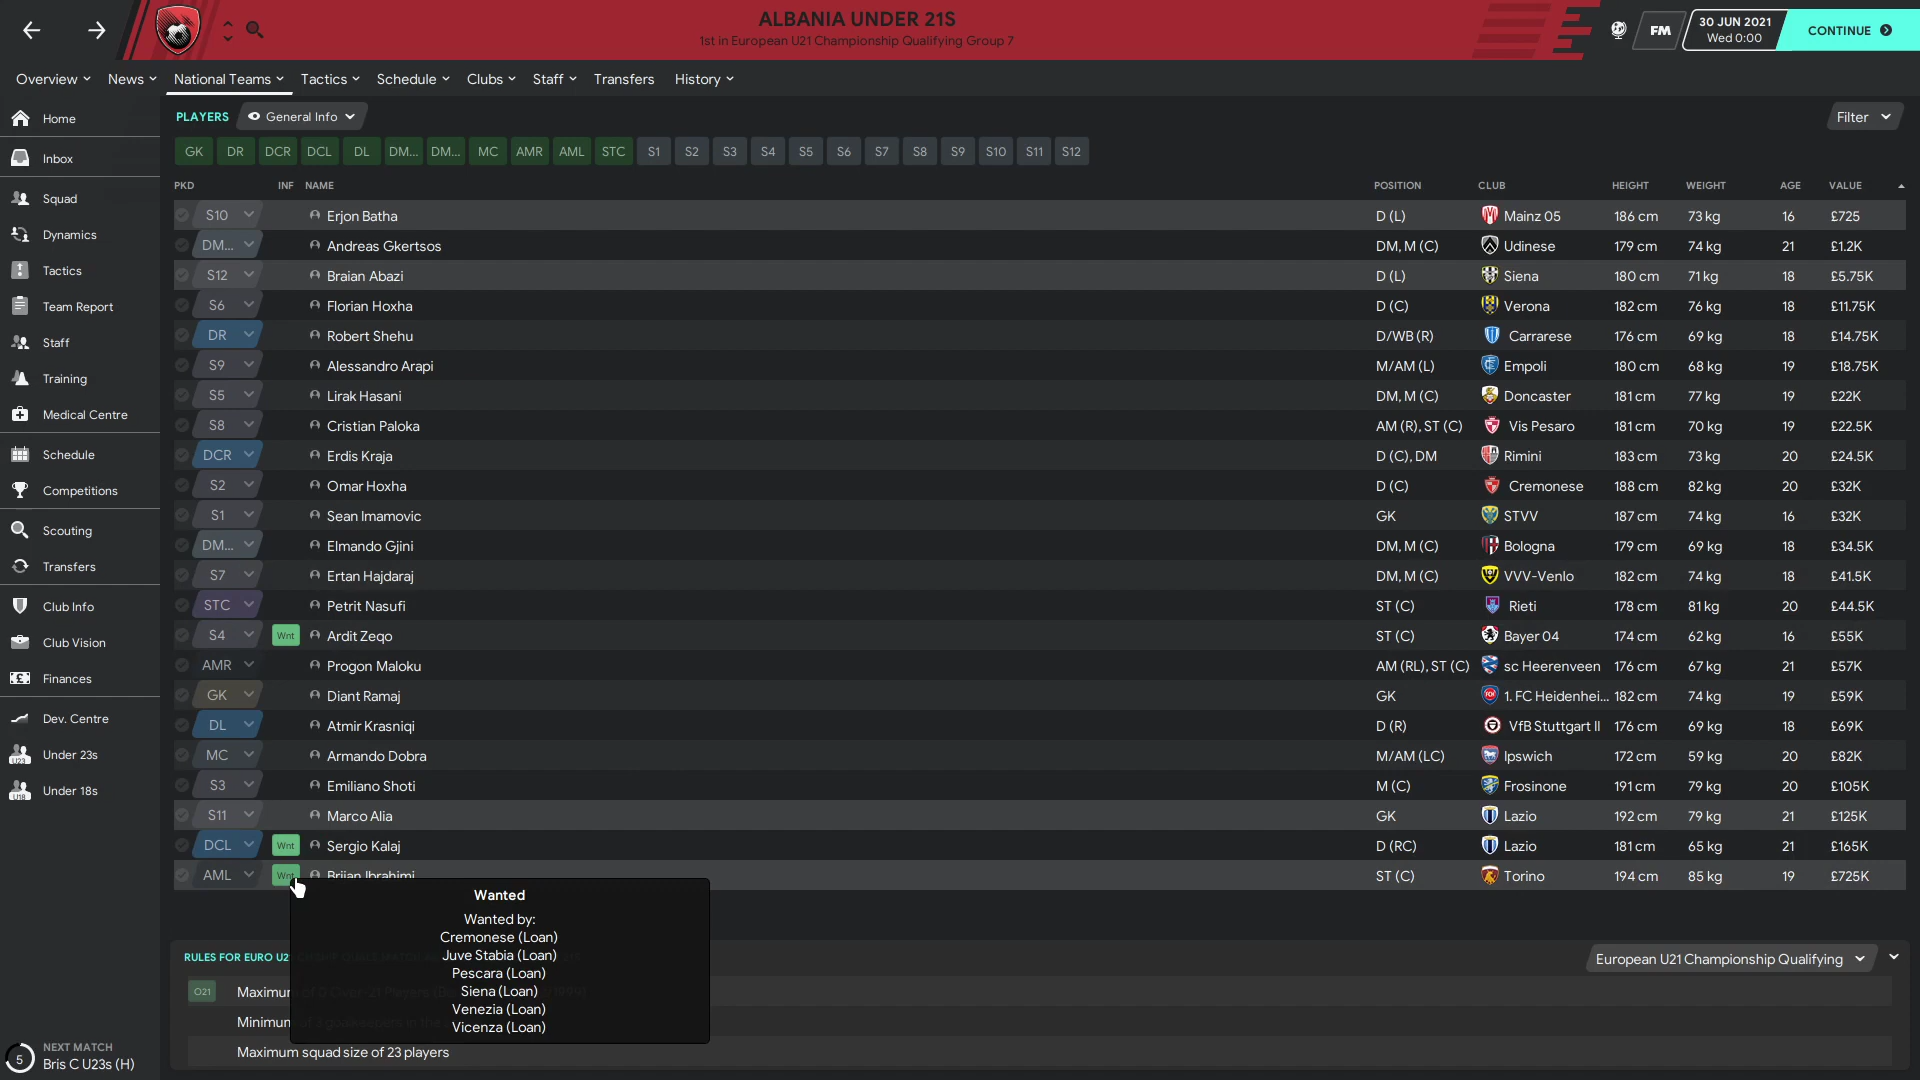 ALBANIA UNDER 21S
1st in European U21 Championship Qualifying Group 7
FM
30 JUN 2021
Wed 0:00
CONTINUE
Overview News National Teams Tactics Schedule Clubs Staff Transfers History
Home
Inbox
Squad
Dynamics
Tactics
Team Report
Staff
Training
Medical Centre
Schedule
Competitions
Scouting
Transfers
Club Info
Club Vision
Finances
Dev. Centre
U23 Under 23s
U18 Under 18s
5
NEXT MATCH
Bris C U23s (H)
PLAYERS General Info Filter
GK DR DCR DCL DL DM... DM... MC AMR AML STC S1 S2 S3 S4 S5 S6 S7 S8 S9 S10 S11 S12
PKD INF NAME POSITION CLUB HEIGHT WEIGHT AGE VALUE
S10 Erjon Batha D (L) Mainz 05 186 cm 73 kg 16 £725
DM... Andreas Gkertsos DM, M (C) Udinese 179 cm 74 kg 21 £1.2K
S12 Braian Abazi D (L) Siena 180 cm 71 kg 18 £5.75K
S6 Florian Hoxha D (C) Verona 182 cm 76 kg 18 £11.75K
DR Robert Shehu D/WB (R) Carrarese 176 cm 69 kg 18 £14.75K
S9 Alessandro Arapi M/AM (L) Empoli 180 cm 68 kg 19 £18.75K
S5 Lirak Hasani DM, M (C) Doncaster 181 cm 77 kg 19 £22K
S8 Cristian Paloka AM (R), ST (C) Vis Pesaro 181 cm 70 kg 19 £22.5K
DCR Erdis Kraja D (C), DM Rimini 183 cm 73 kg 20 £24.5K
S2 Omar Hoxha D (C) Cremonese 188 cm 82 kg 20 £32K
S1 Sean Imamovic GK STVV 187 cm 74 kg 16 £32K
DM... Elmando Gjini DM, M (C) Bologna 179 cm 69 kg 18 £34.5K
S7 Ertan Hajdaraj DM, M (C) VVV-Venlo 182 cm 74 kg 18 £41.5K
STC Petrit Nasufi ST (C) Rieti 178 cm 81 kg 20 £44.5K
S4 Wnt Ardit Zeqo ST (C) Bayer 04 174 cm 62 kg 16 £55K
AMR Progon Maloku AM (RL), ST (C) sc Heerenveen 176 cm 67 kg 21 £57K
GK Diant Ramaj GK 1. FC Heidenhei... 182 cm 74 kg 19 £59K
DL Atmir Krasniqi D (R) VfB Stuttgart II 176 cm 69 kg 18 £69K
MC Armando Dobra M/AM (LC) Ipswich 172 cm 59 kg 20 £82K
S3 Emiliano Shoti M (C) Frosinone 191 cm 79 kg 20 £105K
S11 Marco Alia GK Lazio 192 cm 79 kg 21 £125K
DCL Wnt Sergio Kalaj D (RC) Lazio 181 cm 65 kg 21 £165K
AML Wnt Brijan Ibrahimi ST (C) Torino 194 cm 85 kg 19 £725K
Wanted
Wanted by:
Cremonese (Loan)
Juve Stabia (Loan)
Pescara (Loan)
Siena (Loan)
Venezia (Loan)
Vicenza (Loan)
RULES FOR EURO U2 European U21 Championship Qualifying
O21 Maximum
Minimum
Maximum squad size of 23 players